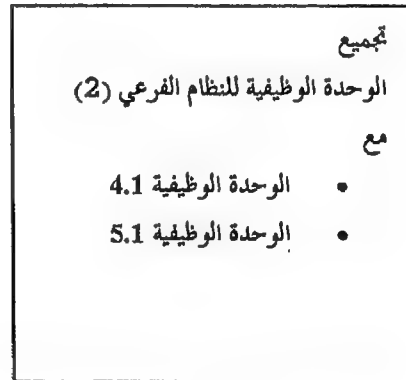 تجميع
الوحدة الوظيفية للنظام الفرعي (2)
مع
• الوحدة الوظيفية 4.1
• الوحدة الوظيفية 5.1